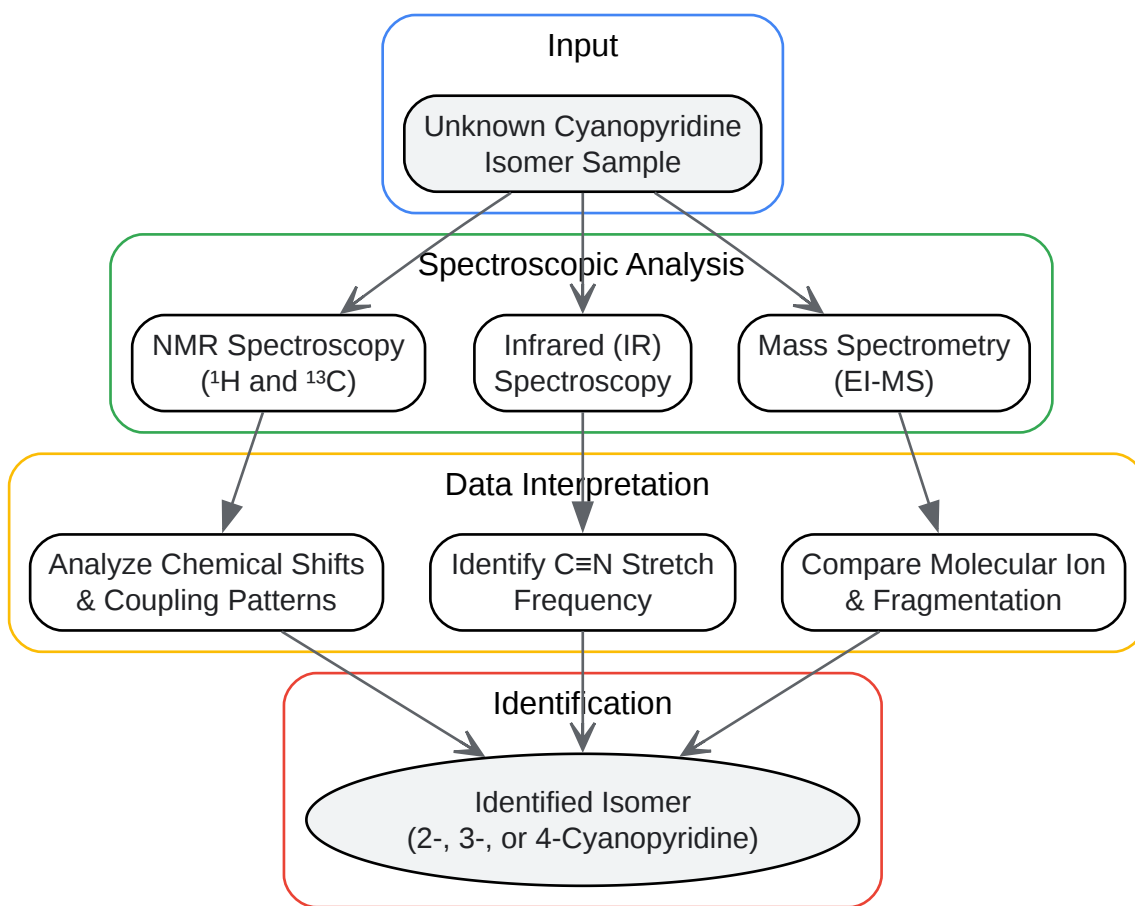 Input
Unknown Cyanopyridine
Isomer Sample
Spectroscopic Analysis
NMR Spectroscopy
(¹H and ¹³C)
Infrared (IR)
Spectroscopy
Mass Spectrometry
(EI-MS)
Data Interpretation
Analyze Chemical Shifts
& Coupling Patterns
Identify C≡N Stretch
Frequency
Compare Molecular Ion
& Fragmentation
Identification
Identified Isomer
(2-, 3-, or 4-Cyanopyridine)